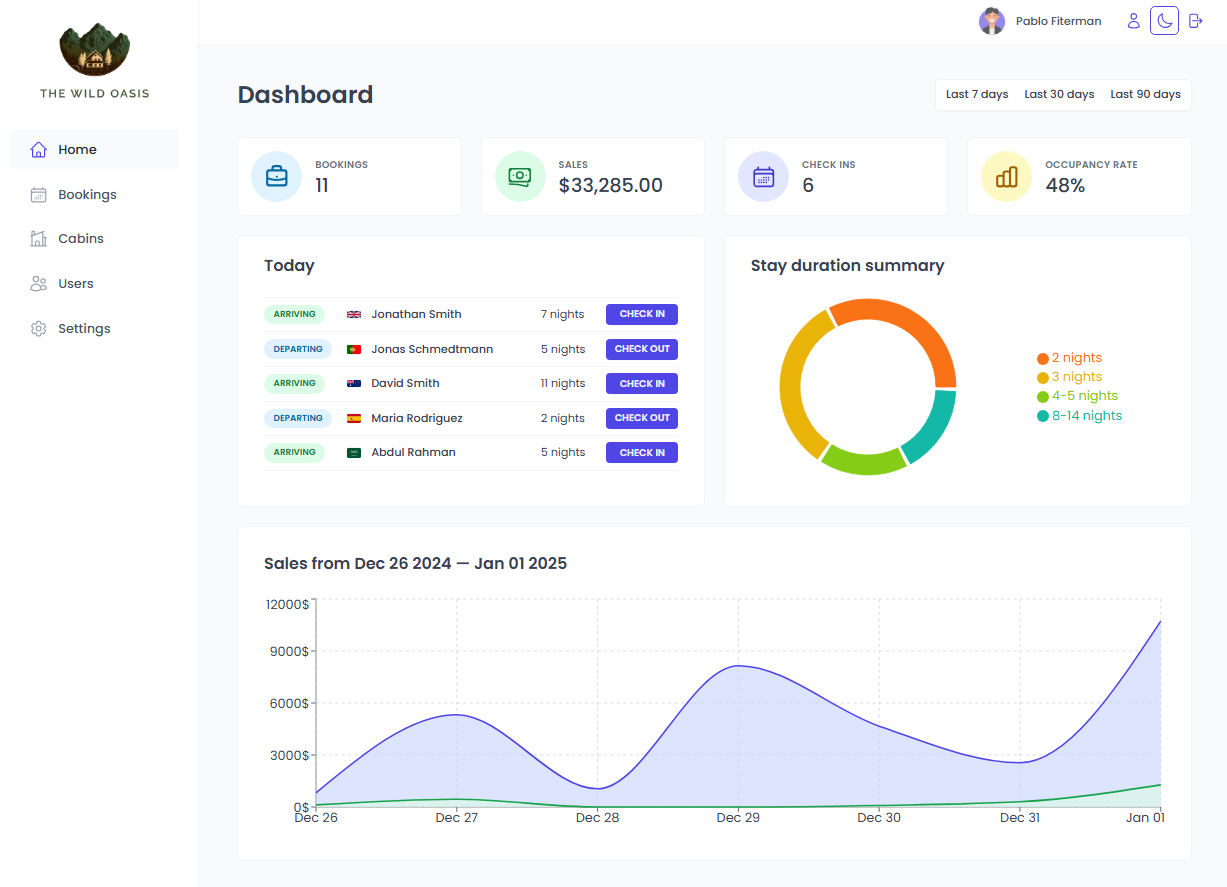 THE WILD OASIS
Home
Bookings
Cabins
Users
Settings
Pablo Fiterman
Dashboard
Last 7 days Last 30 days Last 90 days
BOOKINGS
11
SALES
$33,285.00
CHECK INS
6
OCCUPANCY RATE
48%
Today
ARRIVING Jonathan Smith 7 nights CHECK IN
DEPARTING Jonas Schmedtmann 5 nights CHECK OUT
ARRIVING David Smith 11 nights CHECK IN
DEPARTING Maria Rodriguez 2 nights CHECK OUT
ARRIVING Abdul Rahman 5 nights CHECK IN
Stay duration summary
2 nights
3 nights
4-5 nights
8-14 nights
Sales from Dec 26 2024 — Jan 01 2025
12000$
9000$
6000$
3000$
0$
Dec 26 Dec 27 Dec 28 Dec 29 Dec 30 Dec 31 Jan 01